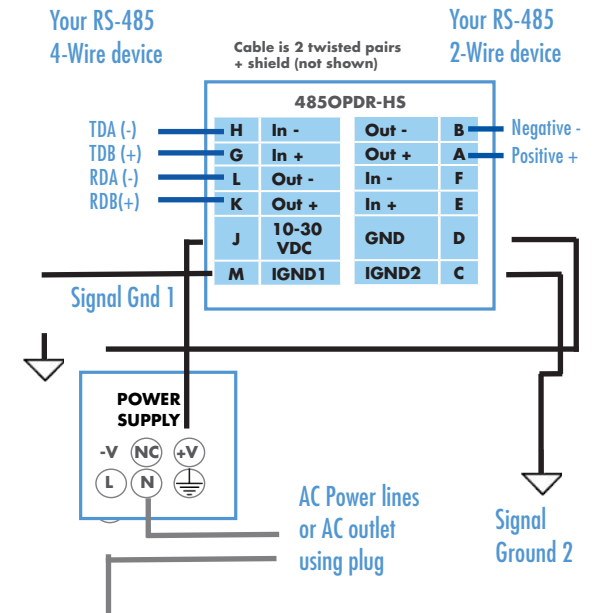 Your RS-485
4-Wire device
Your RS-485
2-Wire device
Cable is 2 twisted pairs
+ shield (not shown)
485OPDR-HS
TDA (-) H In - Out - B Negative -
TDB (+) G In + Out + A Positive +
RDA (-) L Out - In - F
RDB(+) K Out + In + E
J 10-30 VDC GND D
M IGND1 IGND2 C
Signal Gnd 1
POWER
SUPPLY
-V NC +V
L N
AC Power lines
or AC outlet
using plug
Signal
Ground 2